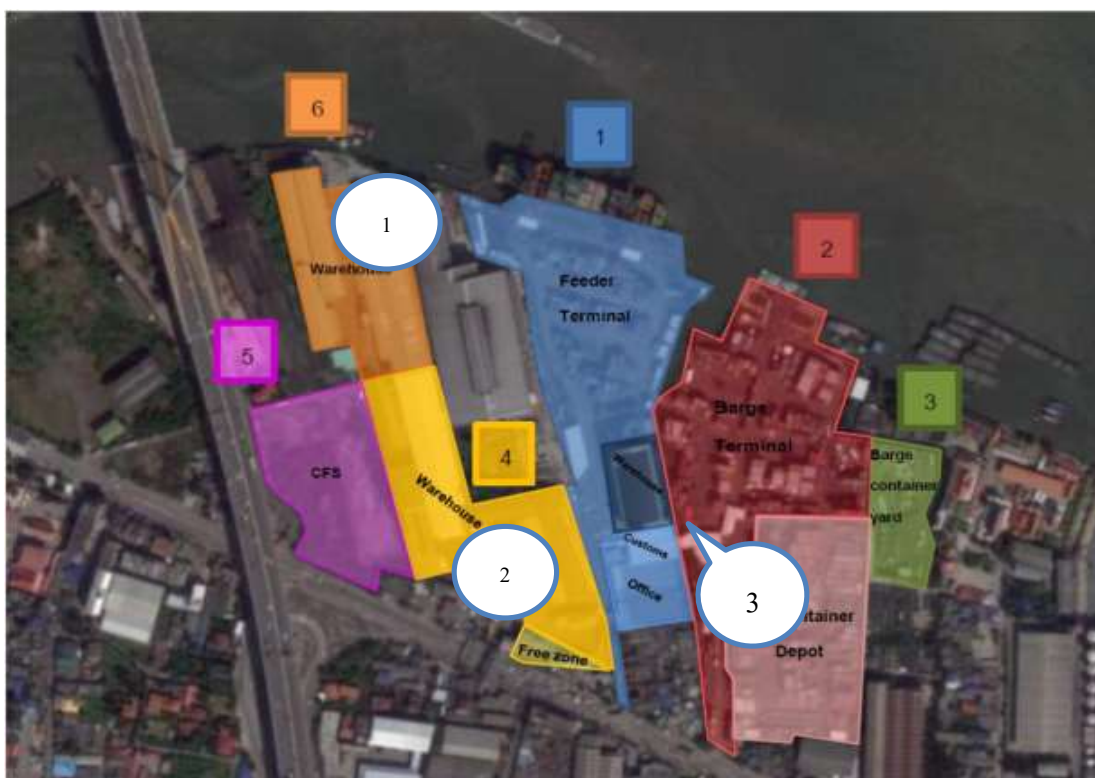 6
1
1
Warehouse
Feeder
Terminal
2
5
3
Barge
Terminal
4
CFS
Warehouse
Warehouse
Barge
container
yard
Customs
Office
2
3
ntainer
Depot
Free zone